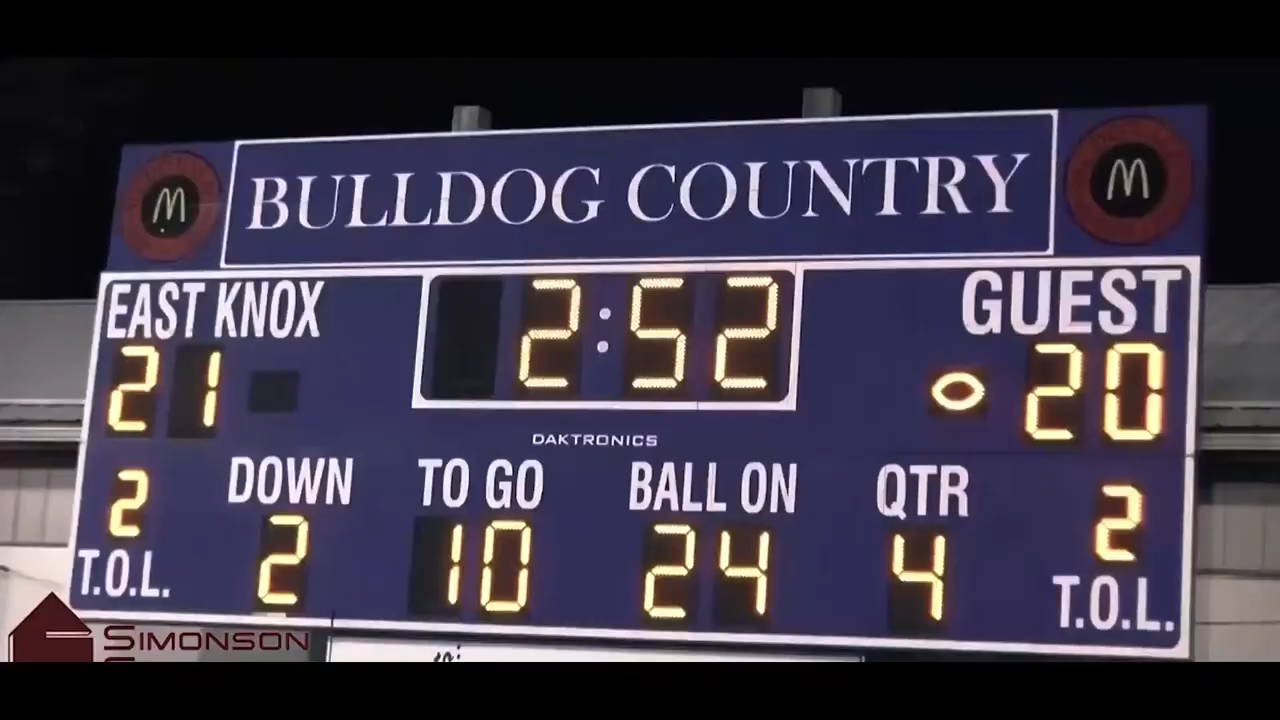 BULLDOG COUNTRY
EAST KNOX
2:52
GUEST
21
20
DAKTRONICS
DOWN
TO GO
BALL ON
QTR
2
2
10
24
4
2
T.O.L.
T.O.L.
SIMONSON